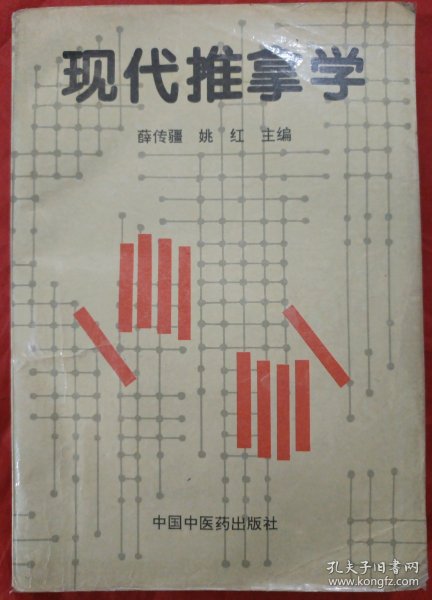 现代推拿学
薛传疆 姚红 主编
中国中医药出版社
孔夫子旧书网
www.kongfz.com